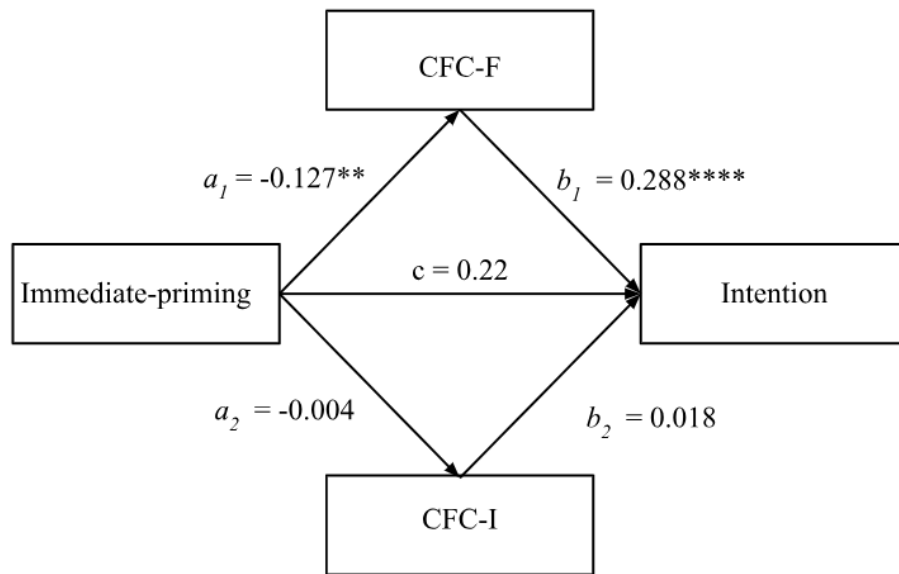 CFC-F
a1 = -0.127**
b1 = 0.288****
Immediate-priming
c = 0.22
Intention
a2 = -0.004
b2 = 0.018
CFC-I